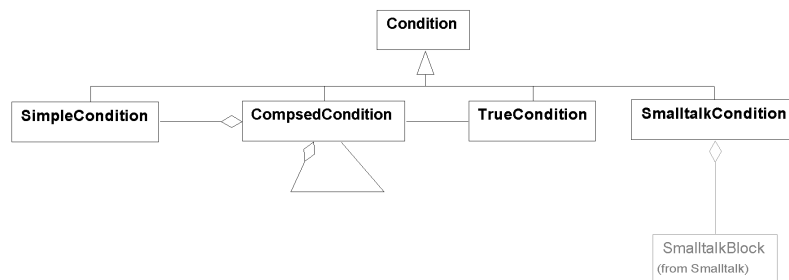 Condition
SimpleCondition
CompsedCondition
TrueCondition
SmalltalkCondition
SmalltalkBlock
(from Smalltalk)